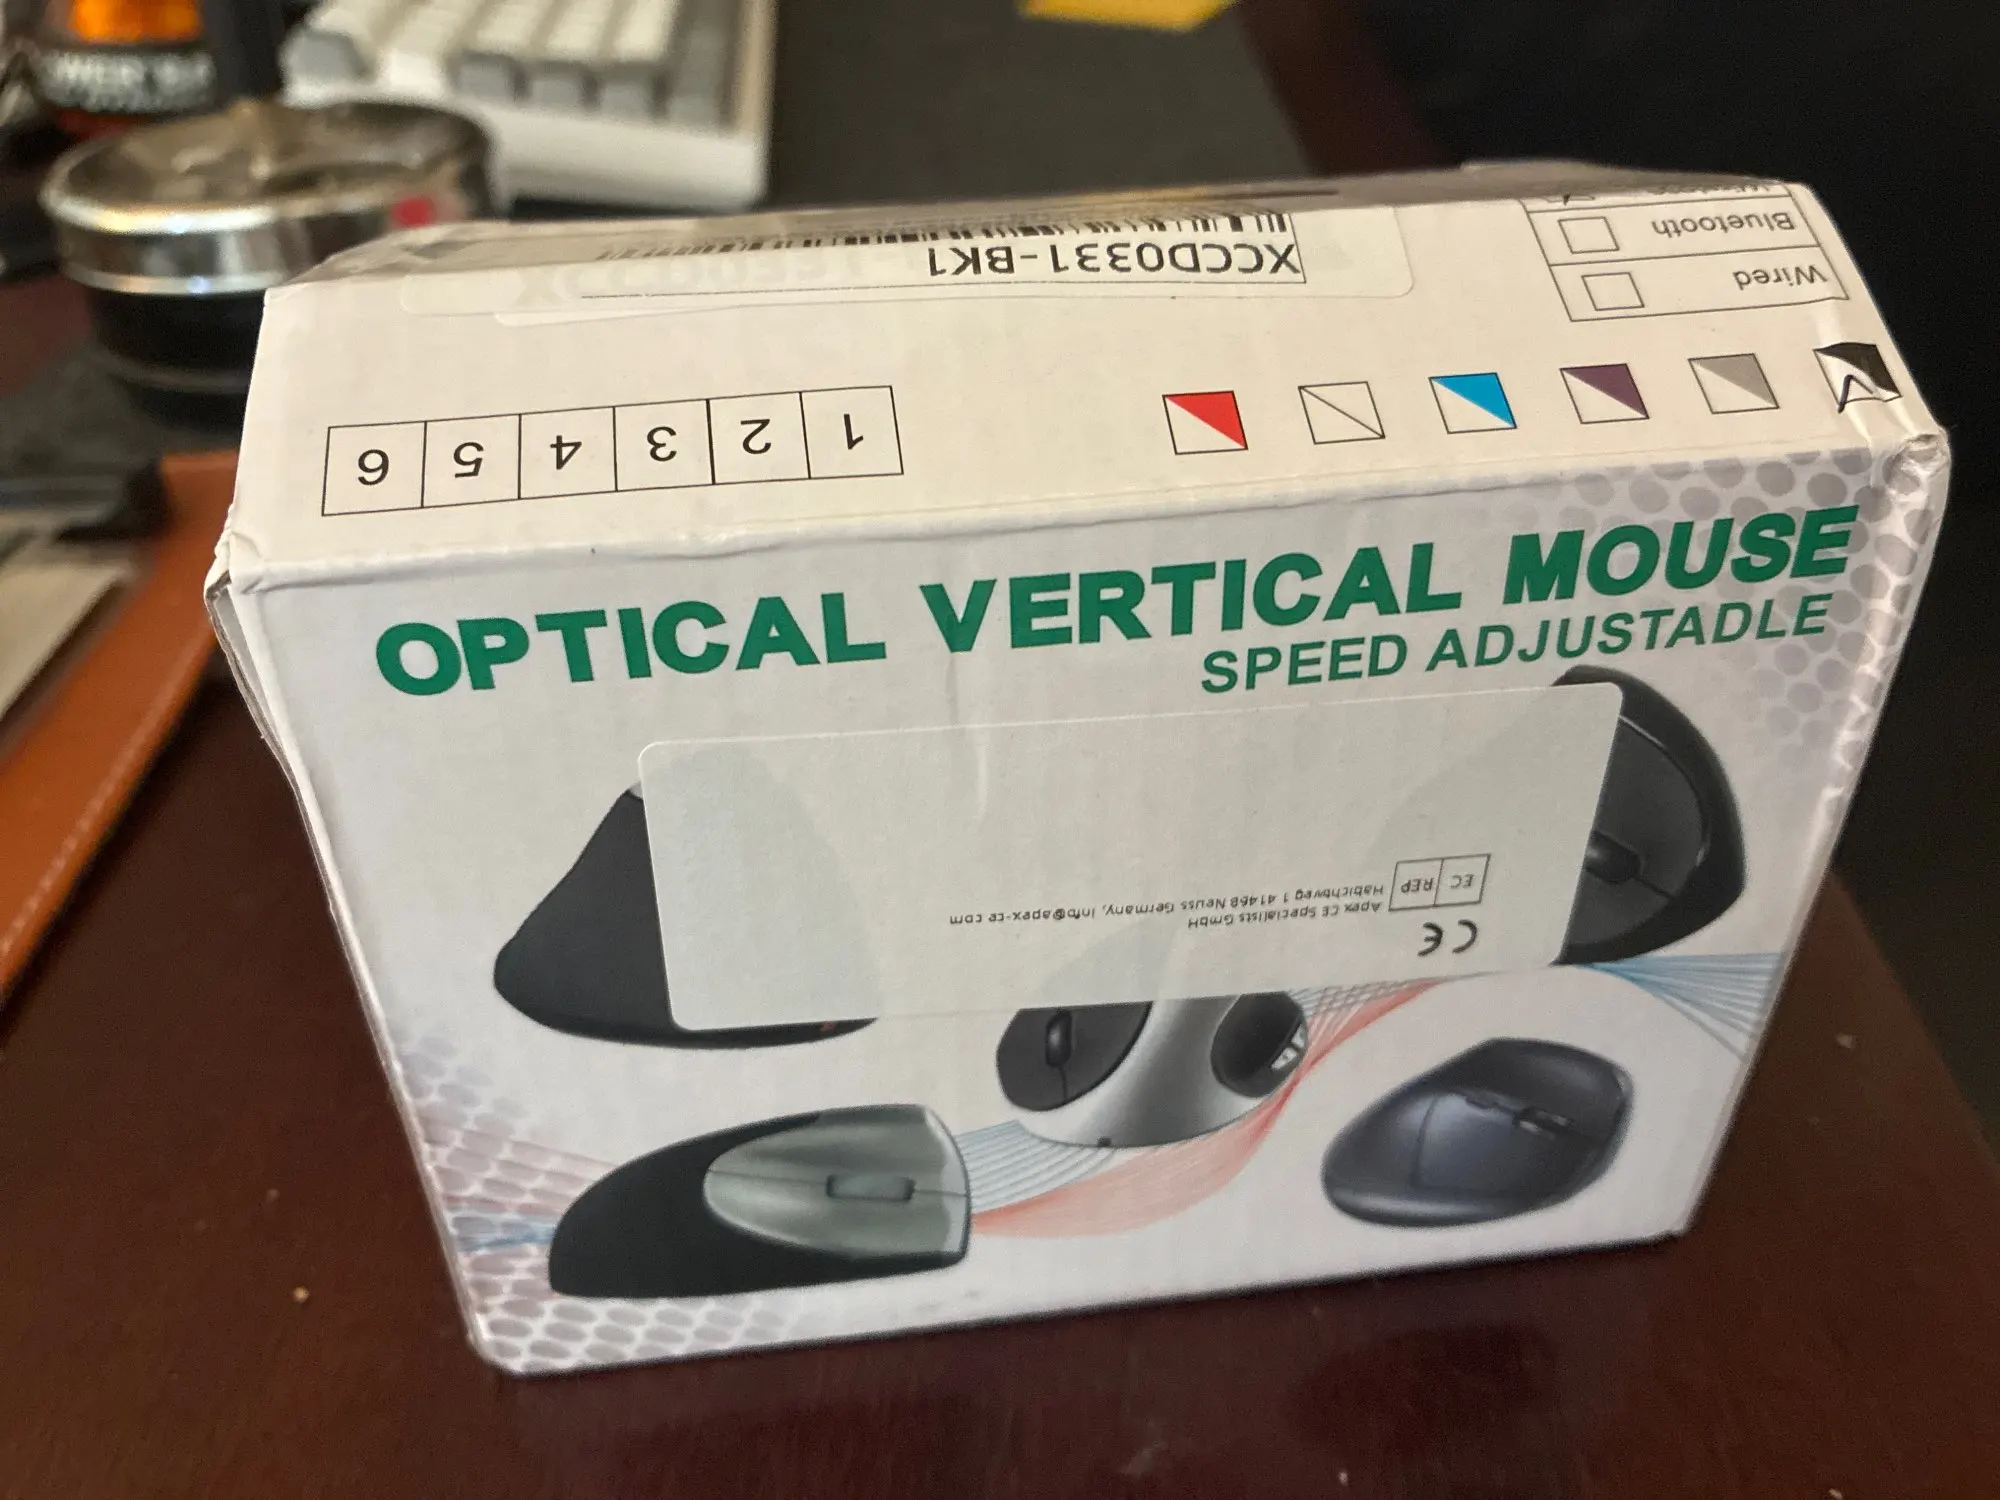 OPTICAL VERTICAL MOUSE
SPEED ADJUSTADLE
Wired
Bluetooth
XCCD0331-BK1
1 2 3 4 5 6
CE
EC REP
Apex CE Specialists GmbH
Habichtweg 1 41468 Neuss Germany, info@apex-ce.com